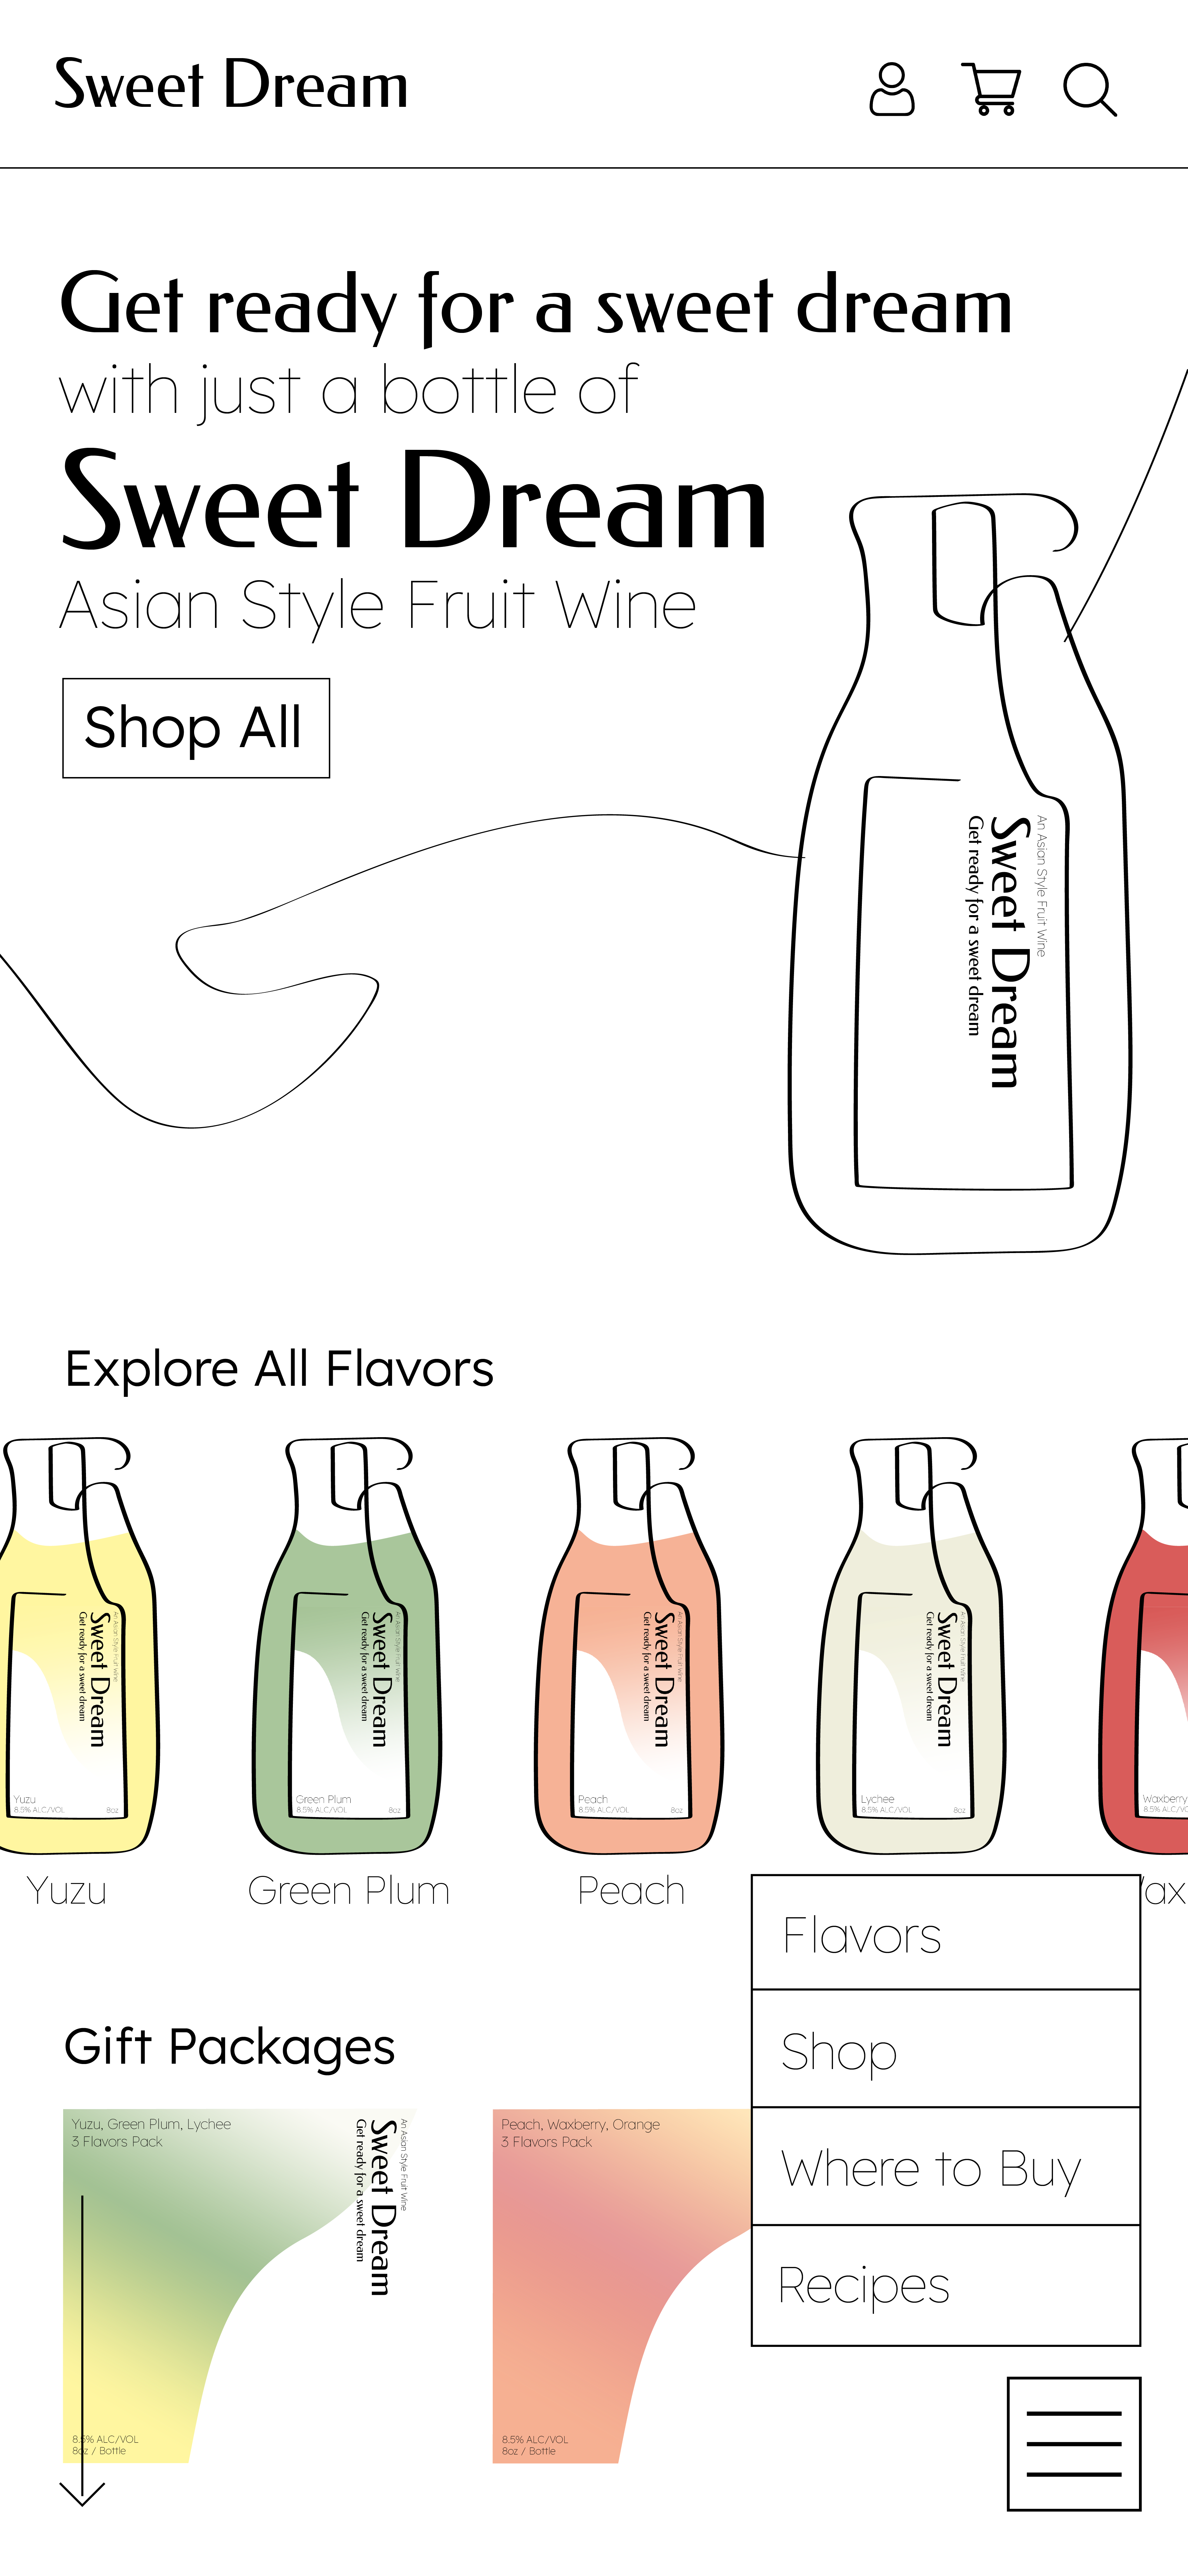 Sweet Dream
Get ready for a sweet dream
with just a bottle of
Sweet Dream
Asian Style Fruit Wine
Shop All
An Asian Style Fruit Wine
Sweet Dream
Get ready for a sweet dream
Explore All Flavors
An Asian Style Fruit Wine
Sweet Dream
Get ready for a sweet dream
Yuzu
8.5% ALC/VOL
8oz
An Asian Style Fruit Wine
Sweet Dream
Get ready for a sweet dream
Green Plum
8.5% ALC/VOL
8oz
An Asian Style Fruit Wine
Sweet Dream
Get ready for a sweet dream
Peach
8.5% ALC/VOL
8oz
An Asian Style Fruit Wine
Sweet Dream
Get ready for a sweet dream
Lychee
8.5% ALC/VOL
8oz
Waxberry
8.5% ALC/VOL
Yuzu
Green Plum
Peach
Flavors
Shop
Where to Buy
Recipes
Gift Packages
Yuzu, Green Plum, Lychee
3 Flavors Pack
An Asian Style Fruit Wine
Sweet Dream
Get ready for a sweet dream
8.5% ALC/VOL
8oz / Bottle
Peach, Waxberry, Orange
3 Flavors Pack
8.5% ALC/VOL
8oz / Bottle